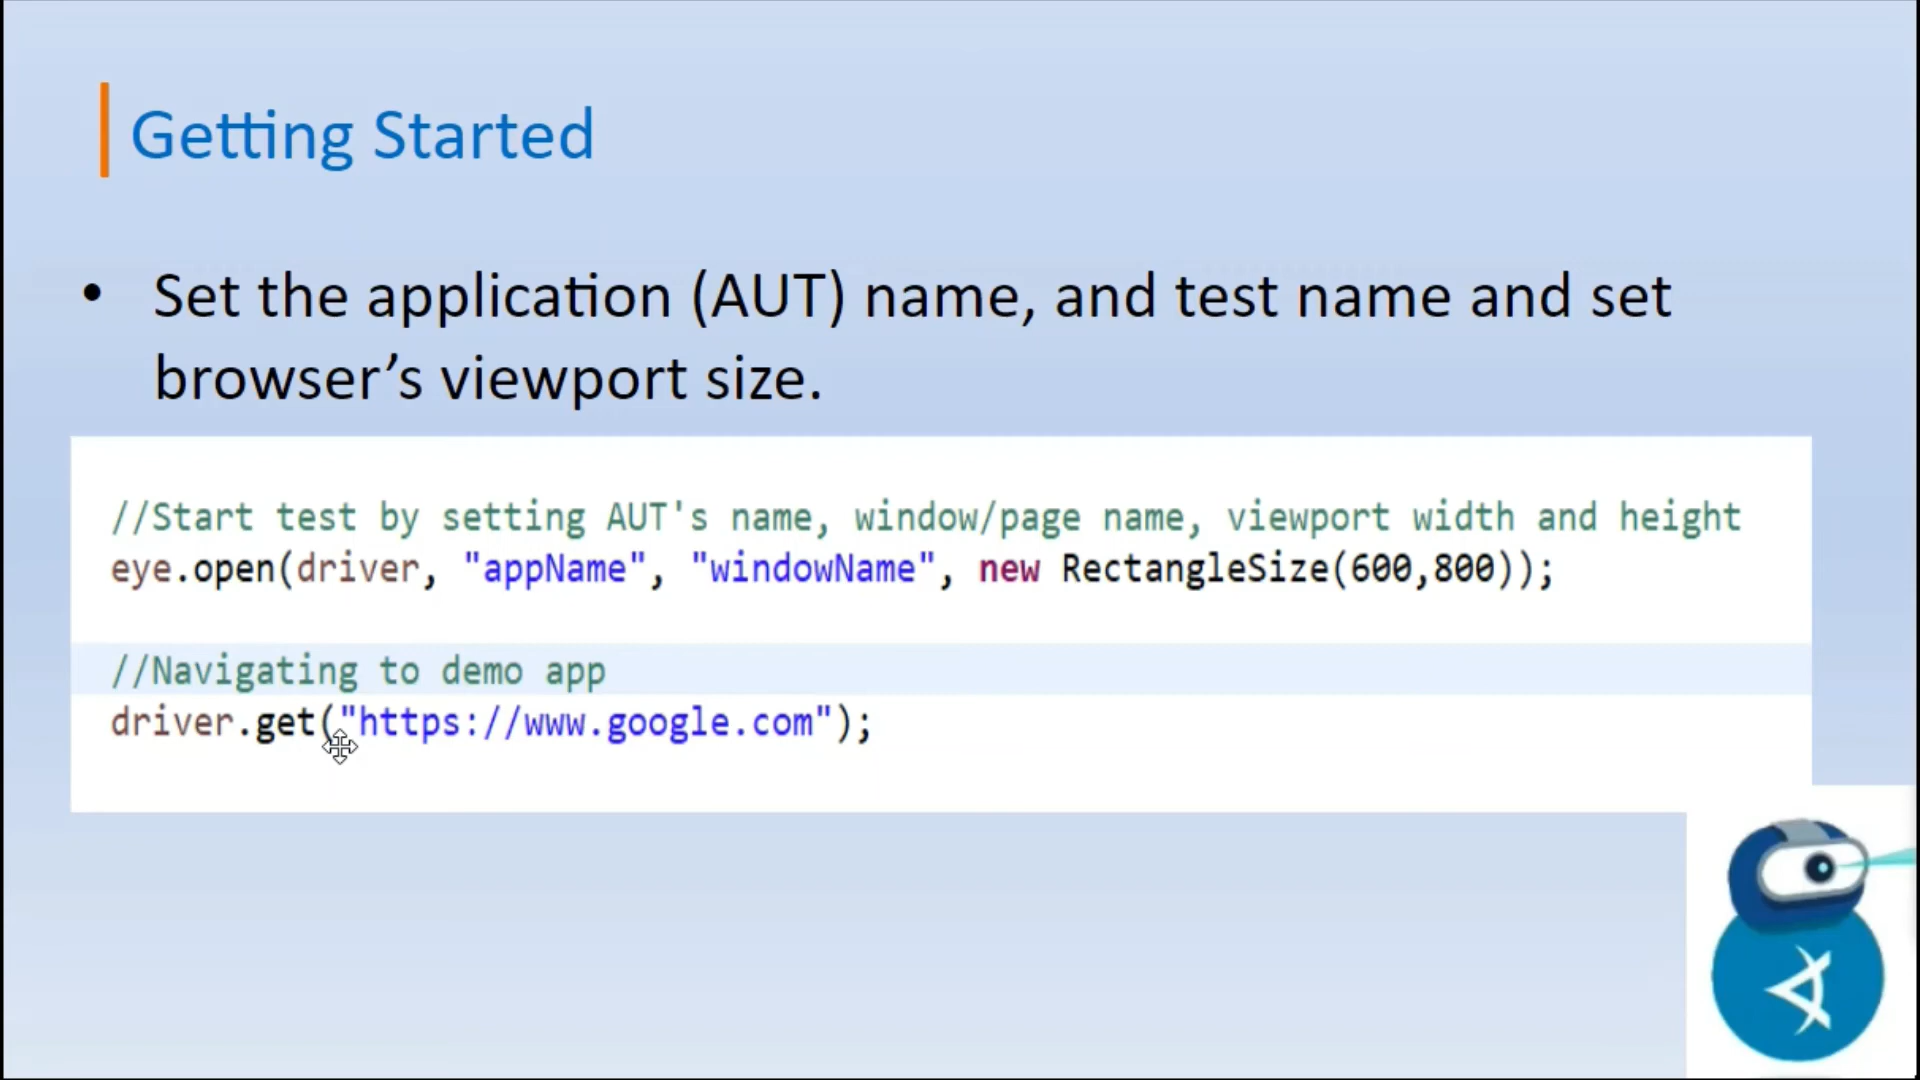 Getting Started
• Set the application (AUT) name, and test name and set
browser’s viewport size.
//Start test by setting AUT's name, window/page name, viewport width and height
eye.open(driver, "appName", "windowName", new RectangleSize(600,800));
//Navigating to demo app
driver.get("https://www.google.com");